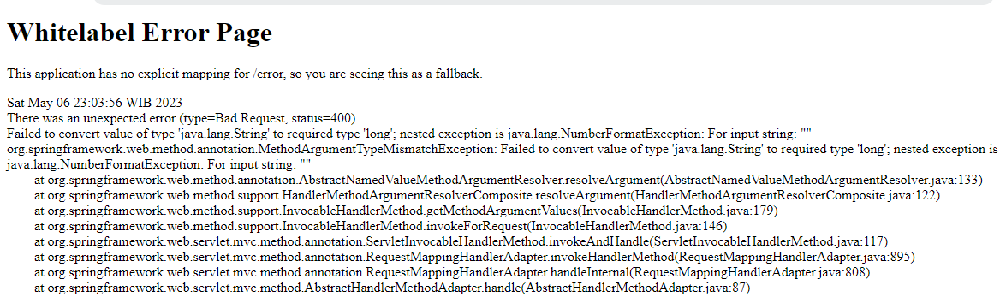 Whitelabel Error Page
This application has no explicit mapping for /error, so you are seeing this as a fallback.
Sat May 06 23:03:56 WIB 2023
There was an unexpected error (type=Bad Request, status=400).
Failed to convert value of type 'java.lang.String' to required type 'long'; nested exception is java.lang.NumberFormatException: For input string: ""
org.springframework.web.method.annotation.MethodArgumentTypeMismatchException: Failed to convert value of type 'java.lang.String' to required type 'long'; nested exception is
java.lang.NumberFormatException: For input string: ""
at org.springframework.web.method.annotation.AbstractNamedValueMethodArgumentResolver.resolveArgument(AbstractNamedValueMethodArgumentResolver.java:133)
at org.springframework.web.method.support.HandlerMethodArgumentResolverComposite.resolveArgument(HandlerMethodArgumentResolverComposite.java:122)
at org.springframework.web.method.support.InvocableHandlerMethod.getMethodArgumentValues(InvocableHandlerMethod.java:179)
at org.springframework.web.method.support.InvocableHandlerMethod.invokeForRequest(InvocableHandlerMethod.java:146)
at org.springframework.web.servlet.mvc.method.annotation.ServletInvocableHandlerMethod.invokeAndHandle(ServletInvocableHandlerMethod.java:117)
at org.springframework.web.servlet.mvc.method.annotation.RequestMappingHandlerAdapter.invokeHandlerMethod(RequestMappingHandlerAdapter.java:895)
at org.springframework.web.servlet.mvc.method.annotation.RequestMappingHandlerAdapter.handleInternal(RequestMappingHandlerAdapter.java:808)
at org.springframework.web.servlet.mvc.method.AbstractHandlerMethodAdapter.handle(AbstractHandlerMethodAdapter.java:87)